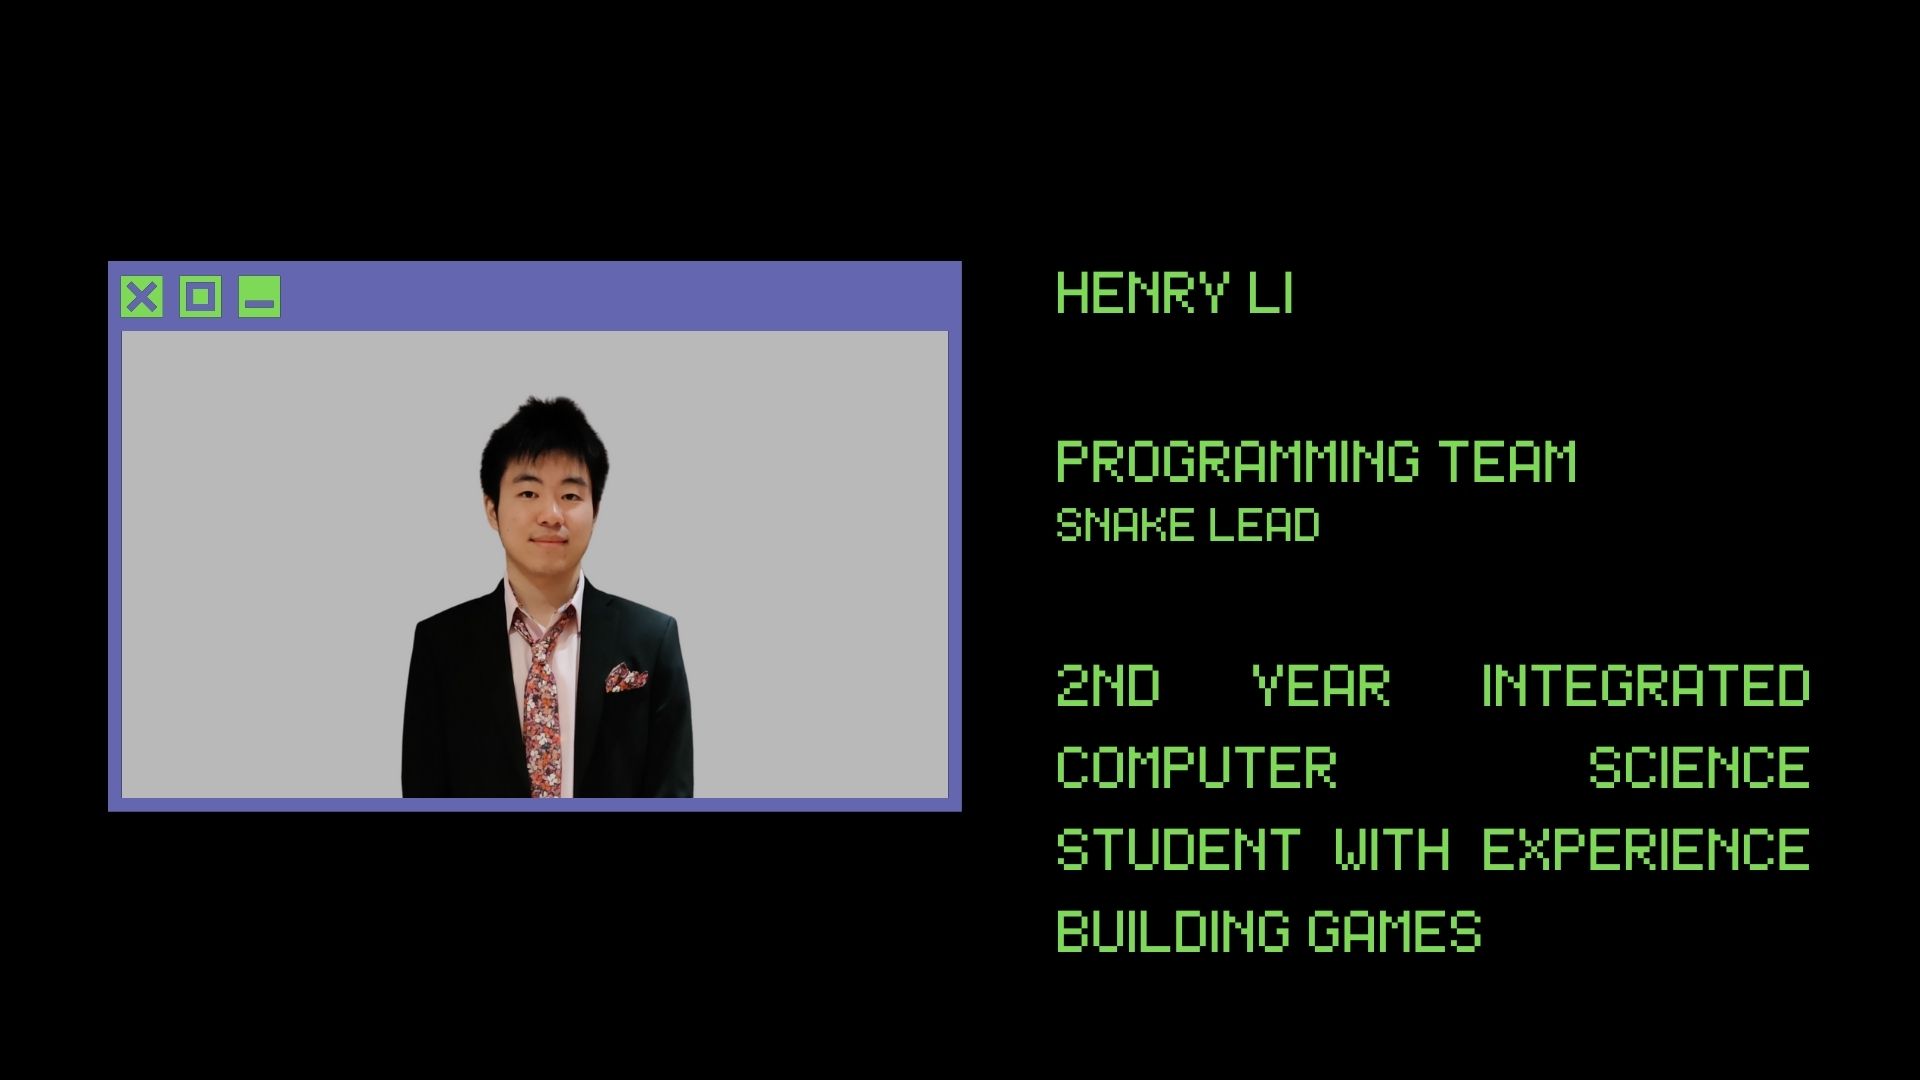 HENRY LI
PROGRAMMING TEAM
SNAKE LEAD
2ND YEAR INTEGRATED
COMPUTER SCIENCE
STUDENT WITH EXPERIENCE
BUILDING GAMES